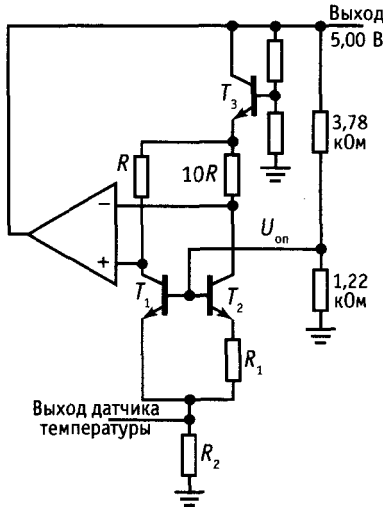 Выход
5,00 В
T3
3,78
кОм
R
10R
−
Uоп
+
T1
T2
1,22
кОм
R1
Выход датчика
температуры
R2